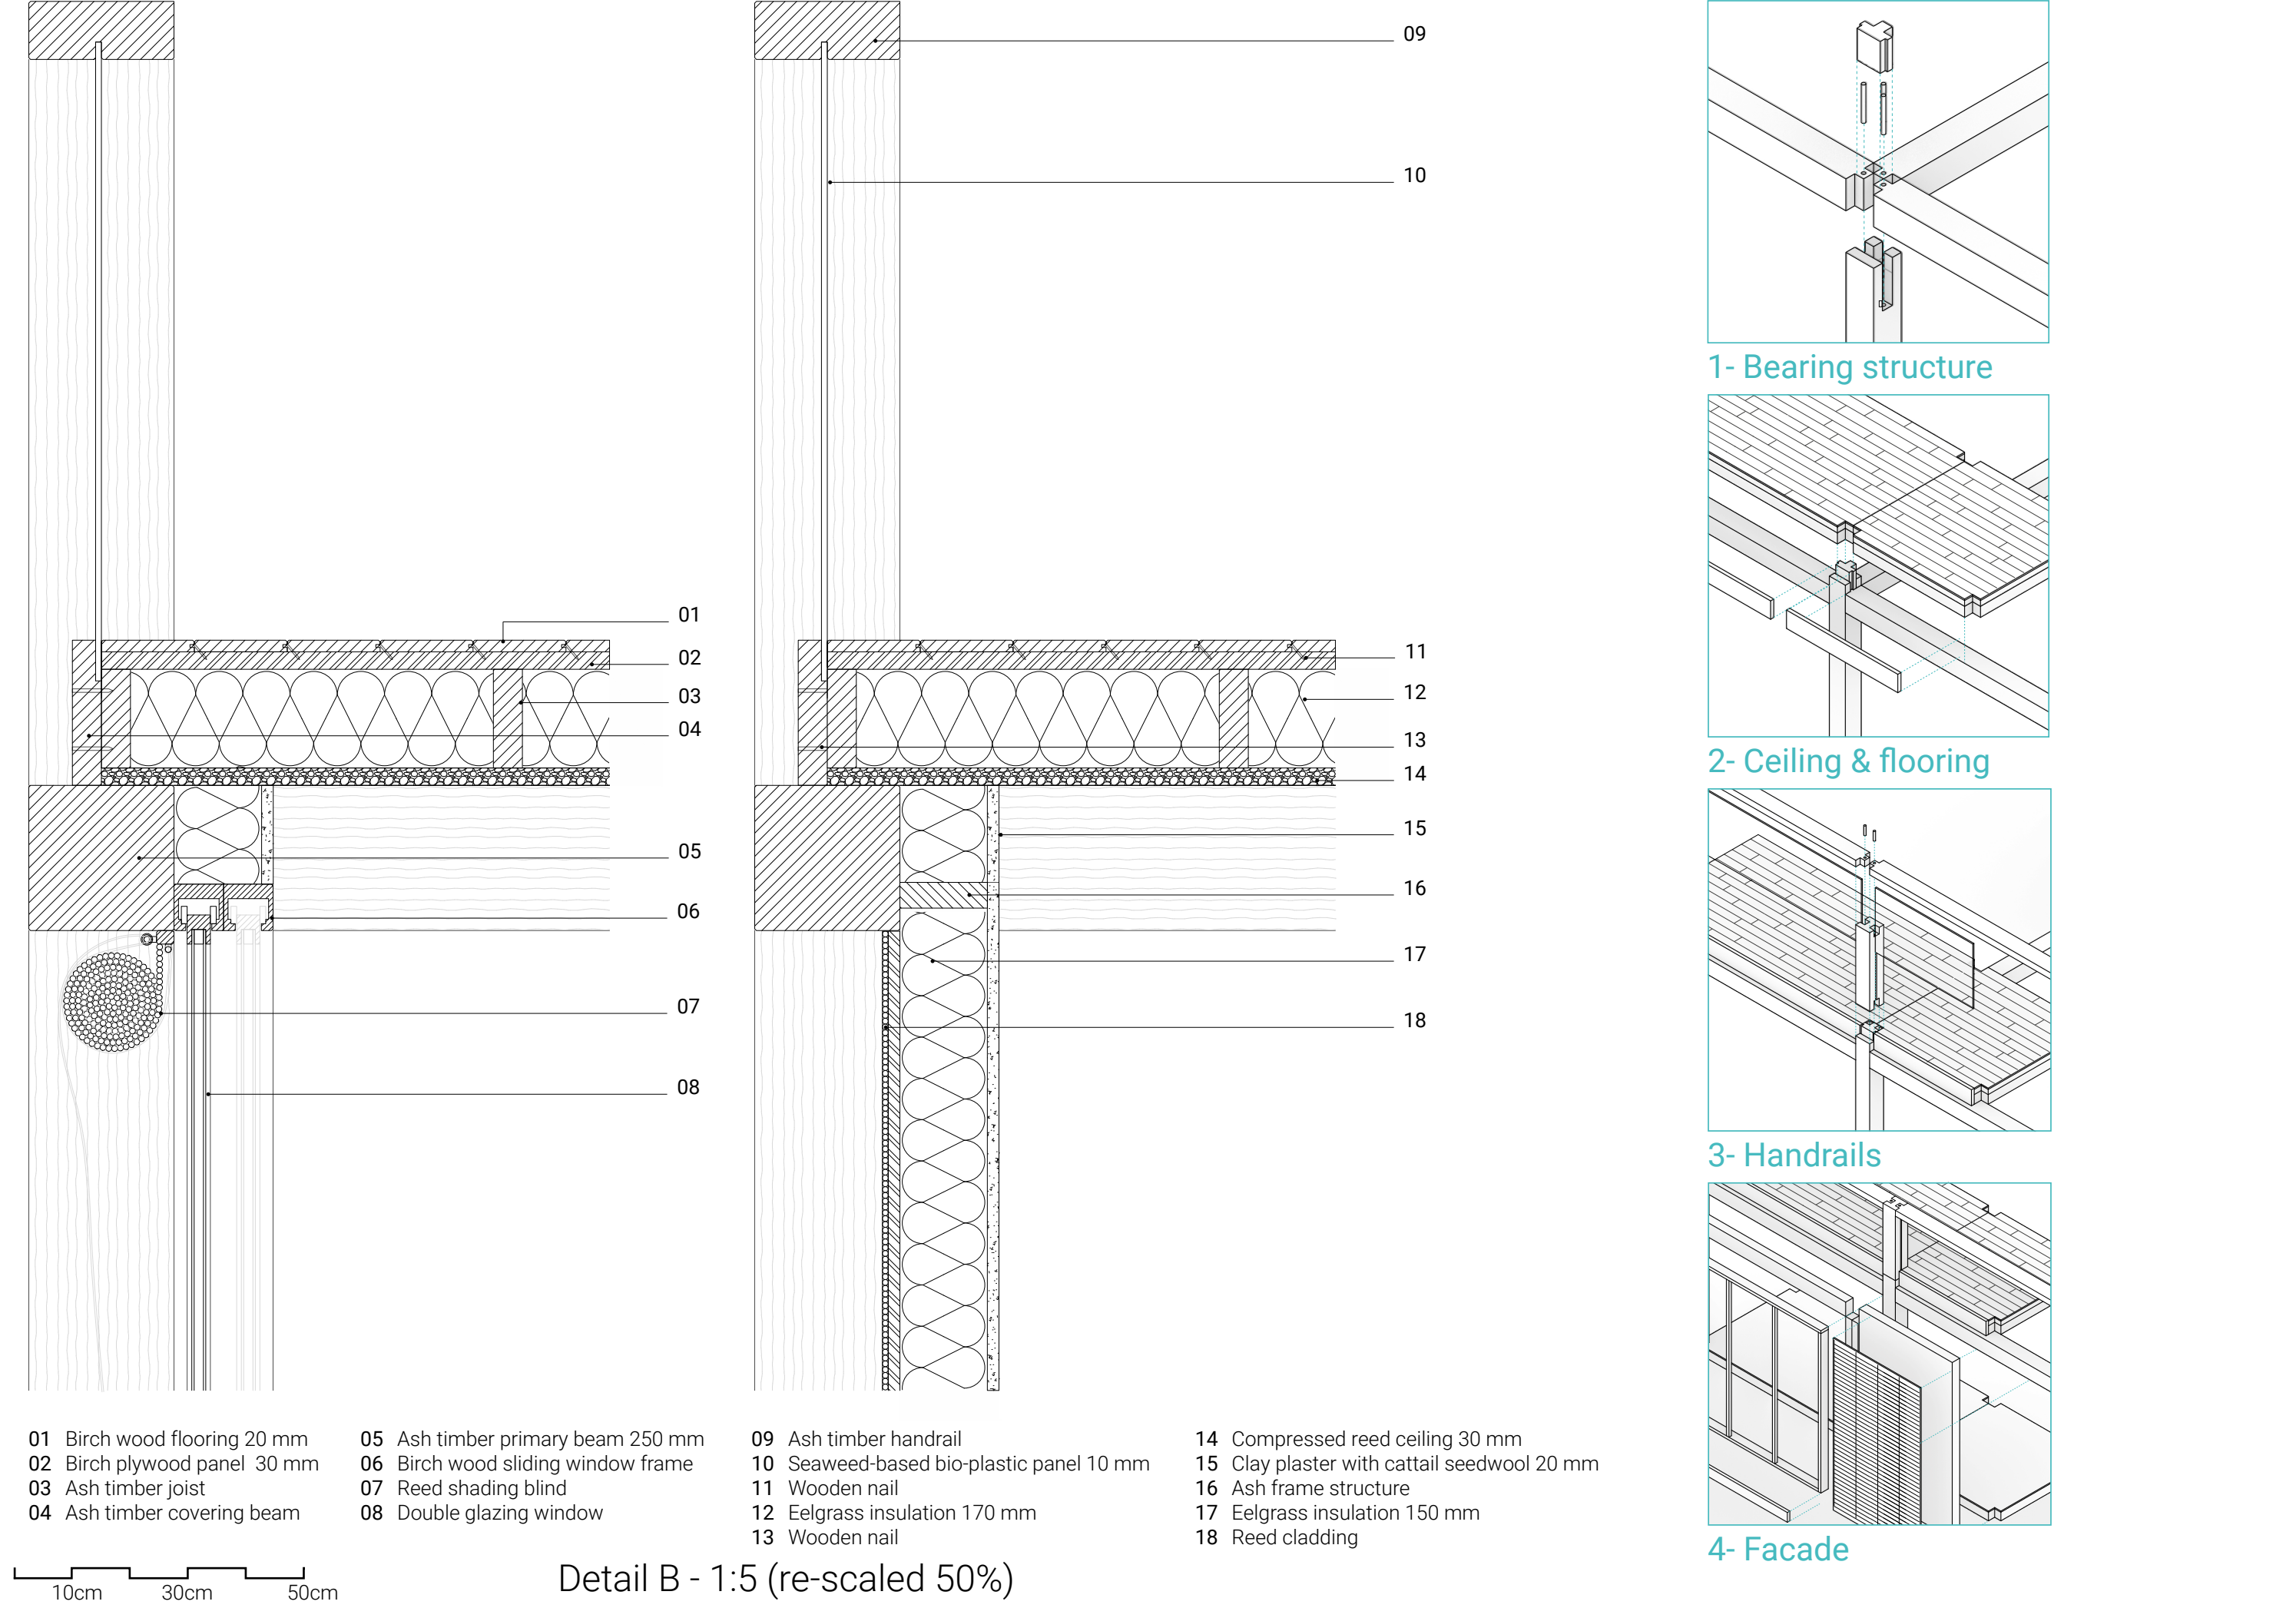 09
10
01
02
03
04
11
12
13
14
05
15
16
06
17
07
18
08
1- Bearing structure
2- Ceiling & flooring
3- Handrails
4- Facade
01 Birch wood flooring 20 mm
02 Birch plywood panel 30 mm
03 Ash timber joist
04 Ash timber covering beam
05 Ash timber primary beam 250 mm
06 Birch wood sliding window frame
07 Reed shading blind
08 Double glazing window
09 Ash timber handrail
10 Seaweed-based bio-plastic panel 10 mm
11 Wooden nail
12 Eelgrass insulation 170 mm
13 Wooden nail
14 Compressed reed ceiling 30 mm
15 Clay plaster with cattail seedwool 20 mm
16 Ash frame structure
17 Eelgrass insulation 150 mm
18 Reed cladding
10cm 30cm 50cm
Detail B - 1:5 (re-scaled 50%)